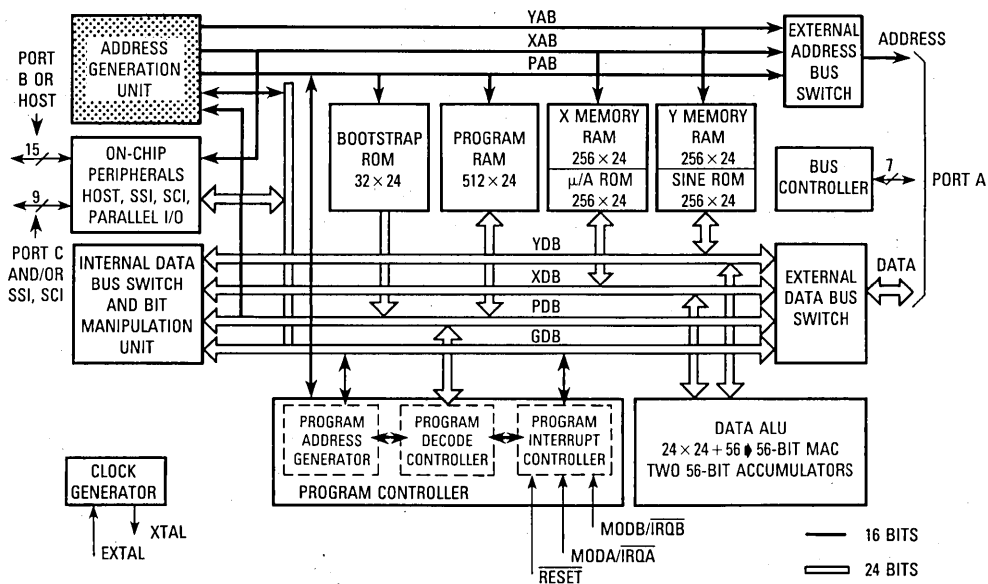 YAB
XAB
PAB
ADDRESS
GENERATION
UNIT
EXTERNAL
ADDRESS
BUS
SWITCH
ADDRESS
PORT
B OR
HOST
15
9
ON-CHIP
PERIPHERALS
HOST, SSI, SCI,
PARALLEL I/O
PORT C
AND/OR
SSI, SCI
BOOTSTRAP
ROM
32 × 24
PROGRAM
RAM
512 × 24
X MEMORY
RAM
256 × 24
μ/A ROM
256 × 24
Y MEMORY
RAM
256 × 24
SINE ROM
256 × 24
BUS
CONTROLLER
7
PORT A
INTERNAL DATA
BUS SWITCH
AND BIT
MANIPULATION
UNIT
YDB
XDB
PDB
GDB
EXTERNAL
DATA BUS
SWITCH
DATA
PROGRAM
ADDRESS
GENERATOR
PROGRAM
DECODE
CONTROLLER
PROGRAM
INTERRUPT
CONTROLLER
PROGRAM CONTROLLER
DATA ALU
24 × 24 + 56 ➧ 56-BIT MAC
TWO 56-BIT ACCUMULATORS
CLOCK
GENERATOR
XTAL
EXTAL
MODB/IRQB
MODA/IRQA
RESET
16 BITS
24 BITS